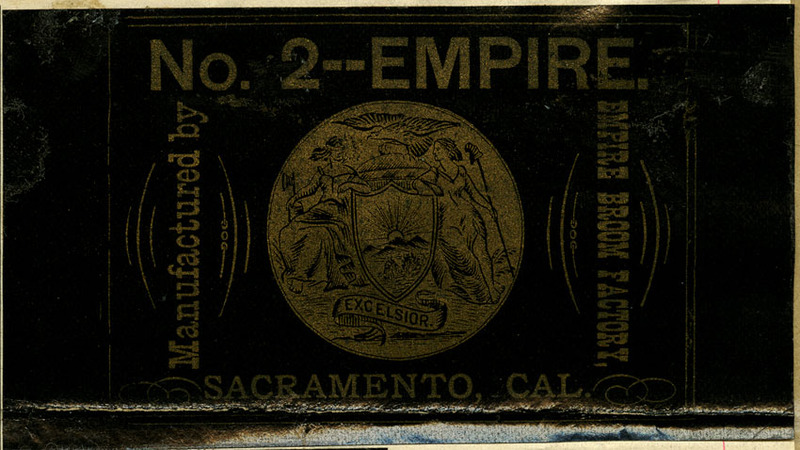 No. 2--EMPIRE.
Manufactured by
EXCELSIOR.
EMPIRE BROOM FACTORY,
SACRAMENTO, CAL.